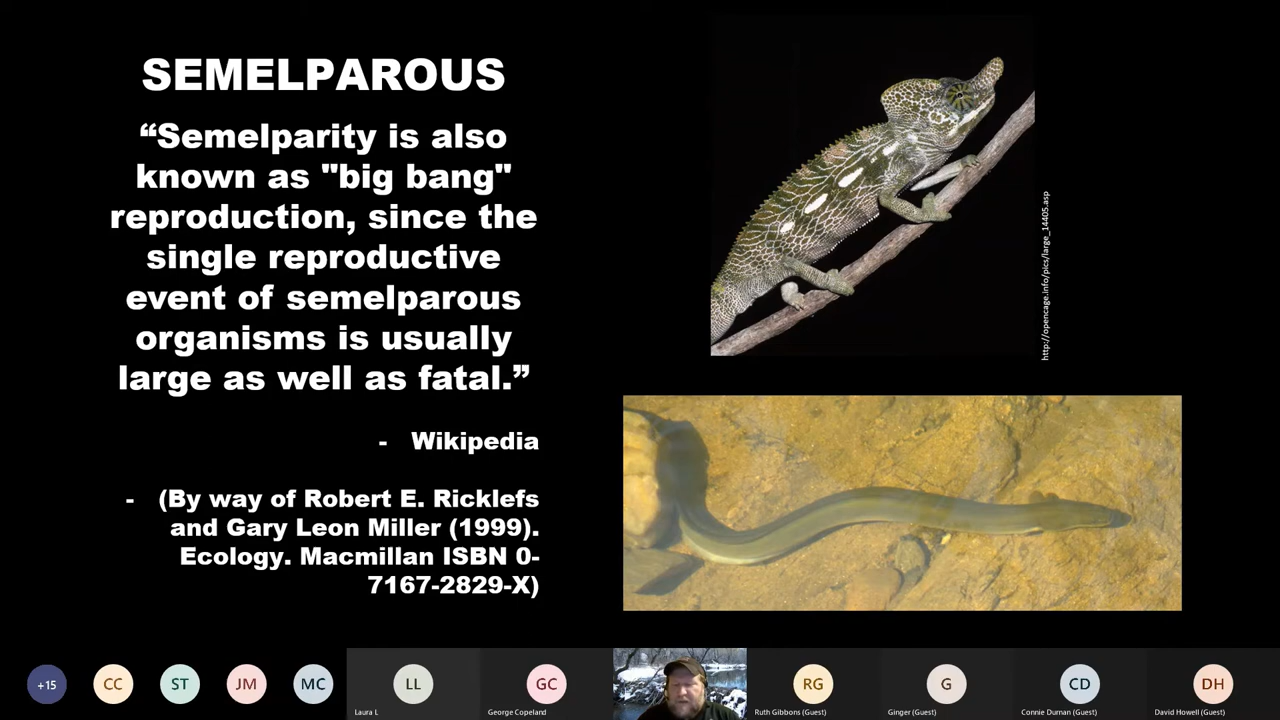 SEMELPAROUS
“Semelparity is also
known as "big bang"
reproduction, since the
single reproductive
event of semelparous
organisms is usually
large as well as fatal.”
- Wikipedia
- (By way of Robert E. Ricklefs
and Gary Leon Miller (1999).
Ecology. Macmillan ISBN 0-
7167-2829-X)
http://opencage.info/pics/large_14405.asp
+15
CC
ST
JM
MC
LL
Laura L
GC
George Copeland
RG
Ruth Gibbons (Guest)
G
Ginger (Guest)
CD
Connie Durnan (Guest)
DH
David Howell (Guest)